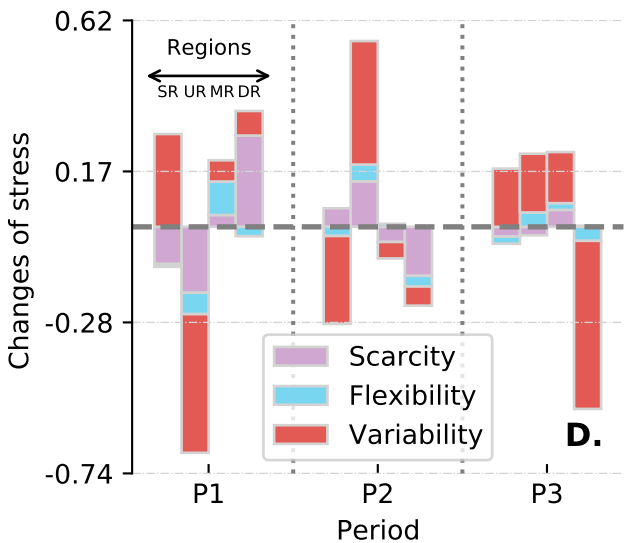 0.62
0.17
-0.28
-0.74
Changes of stress
Regions
SR UR MR DR
Scarcity
Flexibility
Variability
D.
P1 P2 P3
Period